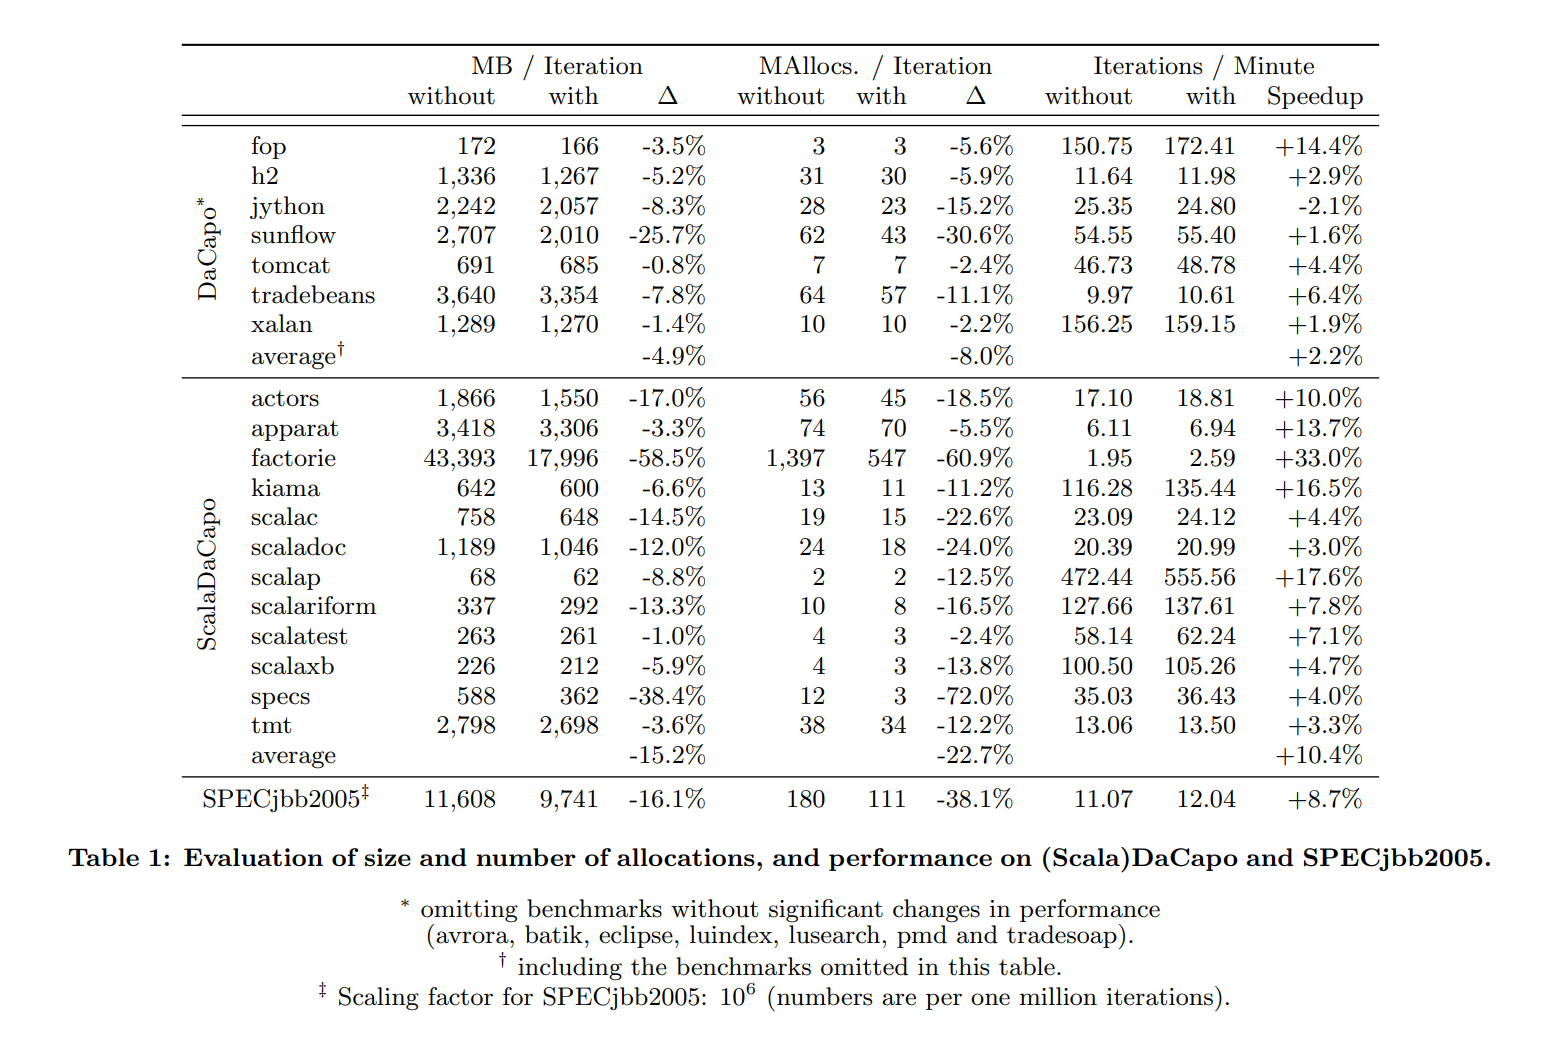 MB / Iteration MAllocs. / Iteration Iterations / Minute
without with Δ without with Δ without with Speedup
DaCapo*
fop 172 166 -3.5% 3 3 -5.6% 150.75 172.41 +14.4%
h2 1,336 1,267 -5.2% 31 30 -5.9% 11.64 11.98 +2.9%
jython 2,242 2,057 -8.3% 28 23 -15.2% 25.35 24.80 -2.1%
sunflow 2,707 2,010 -25.7% 62 43 -30.6% 54.55 55.40 +1.6%
tomcat 691 685 -0.8% 7 7 -2.4% 46.73 48.78 +4.4%
tradebeans 3,640 3,354 -7.8% 64 57 -11.1% 9.97 10.61 +6.4%
xalan 1,289 1,270 -1.4% 10 10 -2.2% 156.25 159.15 +1.9%
average† -4.9% -8.0% +2.2%
ScalaDaCapo
actors 1,866 1,550 -17.0% 56 45 -18.5% 17.10 18.81 +10.0%
apparat 3,418 3,306 -3.3% 74 70 -5.5% 6.11 6.94 +13.7%
factorie 43,393 17,996 -58.5% 1,397 547 -60.9% 1.95 2.59 +33.0%
kiama 642 600 -6.6% 13 11 -11.2% 116.28 135.44 +16.5%
scalac 758 648 -14.5% 19 15 -22.6% 23.09 24.12 +4.4%
scaladoc 1,189 1,046 -12.0% 24 18 -24.0% 20.39 20.99 +3.0%
scalap 68 62 -8.8% 2 2 -12.5% 472.44 555.56 +17.6%
scalariform 337 292 -13.3% 10 8 -16.5% 127.66 137.61 +7.8%
scalatest 263 261 -1.0% 4 3 -2.4% 58.14 62.24 +7.1%
scalaxb 226 212 -5.9% 4 3 -13.8% 100.50 105.26 +4.7%
specs 588 362 -38.4% 12 3 -72.0% 35.03 36.43 +4.0%
tmt 2,798 2,698 -3.6% 38 34 -12.2% 13.06 13.50 +3.3%
average -15.2% -22.7% +10.4%
SPECjbb2005‡ 11,608 9,741 -16.1% 180 111 -38.1% 11.07 12.04 +8.7%
Table 1: Evaluation of size and number of allocations, and performance on (Scala)DaCapo and SPECjbb2005.
* omitting benchmarks without significant changes in performance
(avrora, batik, eclipse, luindex, lusearch, pmd and tradesoap).
† including the benchmarks omitted in this table.
‡ Scaling factor for SPECjbb2005: 10⁶ (numbers are per one million iterations).